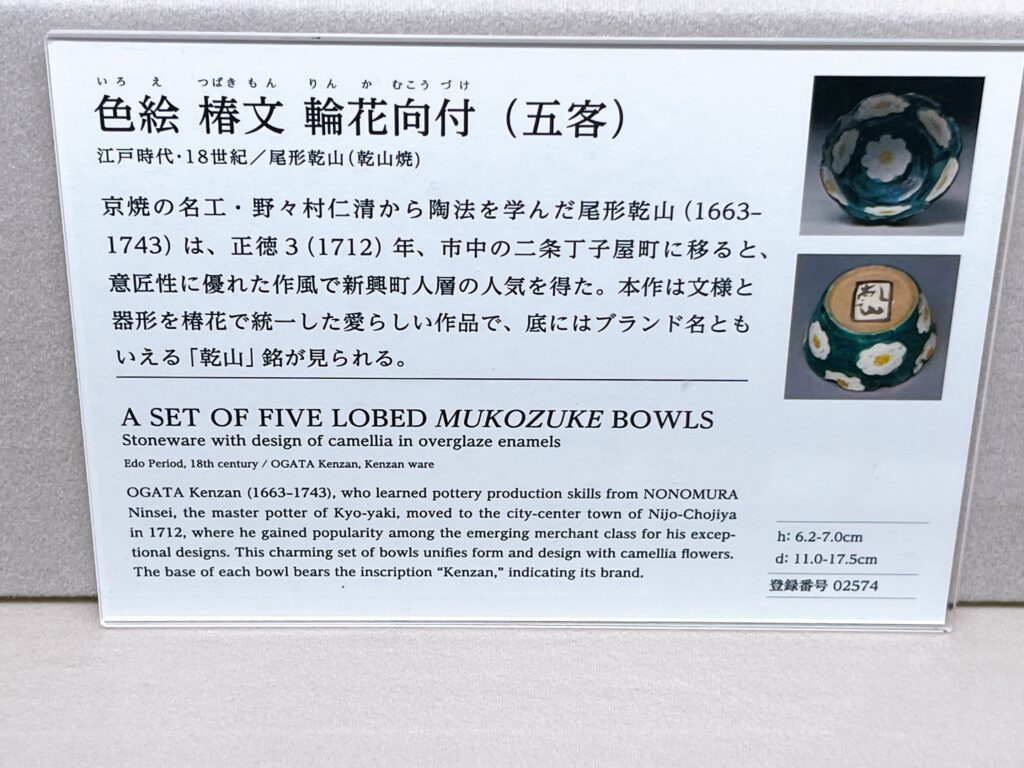 いろえ つばきもん りんかむこうづけ
色絵 椿文 輪花向付（五客）
江戸時代・18世紀／尾形乾山（乾山焼）
京焼の名工・野々村仁清から陶法を学んだ尾形乾山（1663–
1743）は、正徳3（1712）年、市中の二条丁子屋町に移ると、
意匠性に優れた作風で新興町人層の人気を得た。本作は文様と
器形を椿花で統一した愛らしい作品で、底にはブランド名とも
いえる「乾山」銘が見られる。
A SET OF FIVE LOBED MUKOZUKE BOWLS
Stoneware with design of camellia in overglaze enamels
Edo Period, 18th century / OGATA Kenzan, Kenzan ware
OGATA Kenzan (1663–1743), who learned pottery production skills from NONOMURA
Ninsei, the master potter of Kyo-yaki, moved to the city-center town of Nijo-Chojiya
in 1712, where he gained popularity among the emerging merchant class for his excep-
tional designs. This charming set of bowls unifies form and design with camellia flowers.
The base of each bowl bears the inscription “Kenzan,” indicating its brand.
乾山
h: 6.2-7.0cm
d: 11.0-17.5cm
登録番号 02574